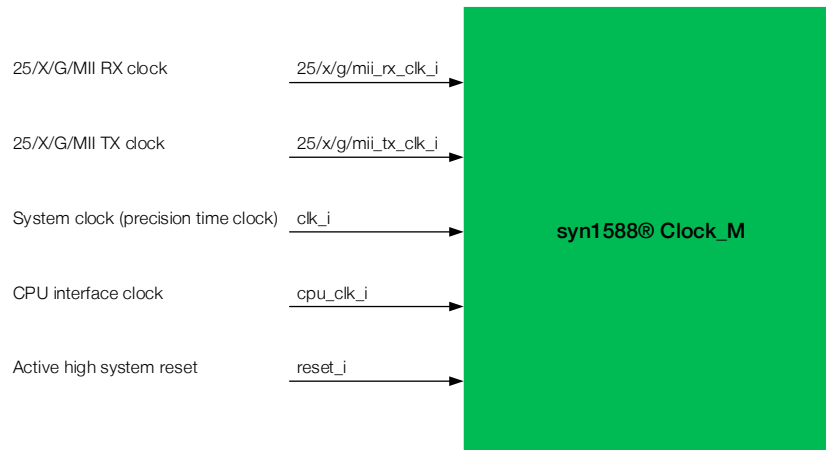 25/X/G/MII RX clock 25/x/g/mii_rx_clk_i
25/X/G/MII TX clock 25/x/g/mii_tx_clk_i
System clock (precision time clock) clk_i
syn1588® Clock_M
CPU interface clock cpu_clk_i
Active high system reset reset_i